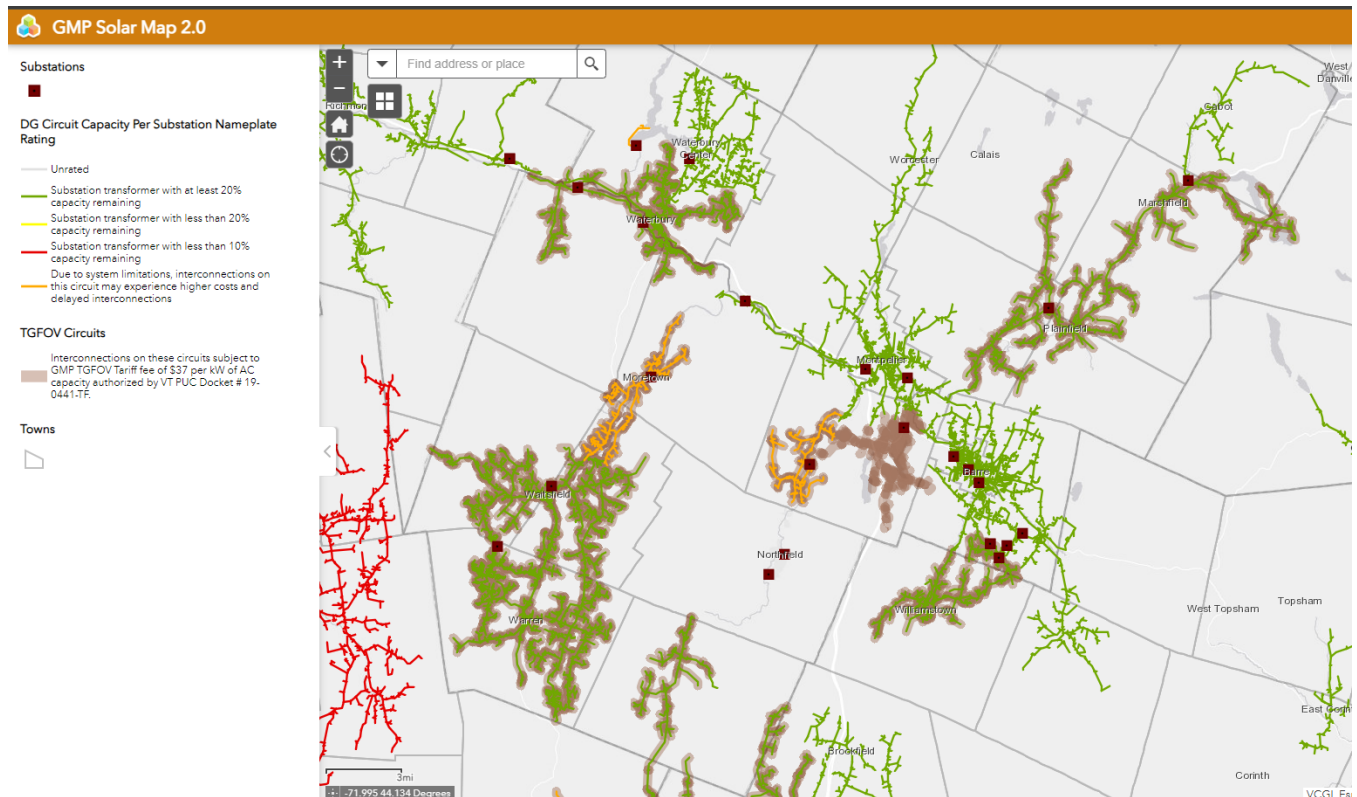 GMP Solar Map 2.0
Substations
DG Circuit Capacity Per Substation Nameplate
Rating
Unrated
Substation transformer with at least 20%
capacity remaining
Substation transformer with less than 20%
capacity remaining
Substation transformer with less than 10%
capacity remaining
Due to system limitations, interconnections on
this circuit may experience higher costs and
delayed interconnections
TGFOV Circuits
Interconnections on these circuits subject to
GMP TGFOV Tariff fee of $37 per kW of AC
capacity authorized by VT PUC Docket # 19-
0441-TF.
Towns
+
Find address or place
−
Richmon
West
Danville
Cabot
Waterbury
Center
Worcester
Calais
Marshfield
Waterbury
Plainfield
Montpelier
Moretown
Barre
Waitsfield
Northfield
Williamstown
West Topsham
Topsham
Warren
East Corin
Brookfield
Corinth
3mi
-71.995 44.134 Degrees
VCGI, Es